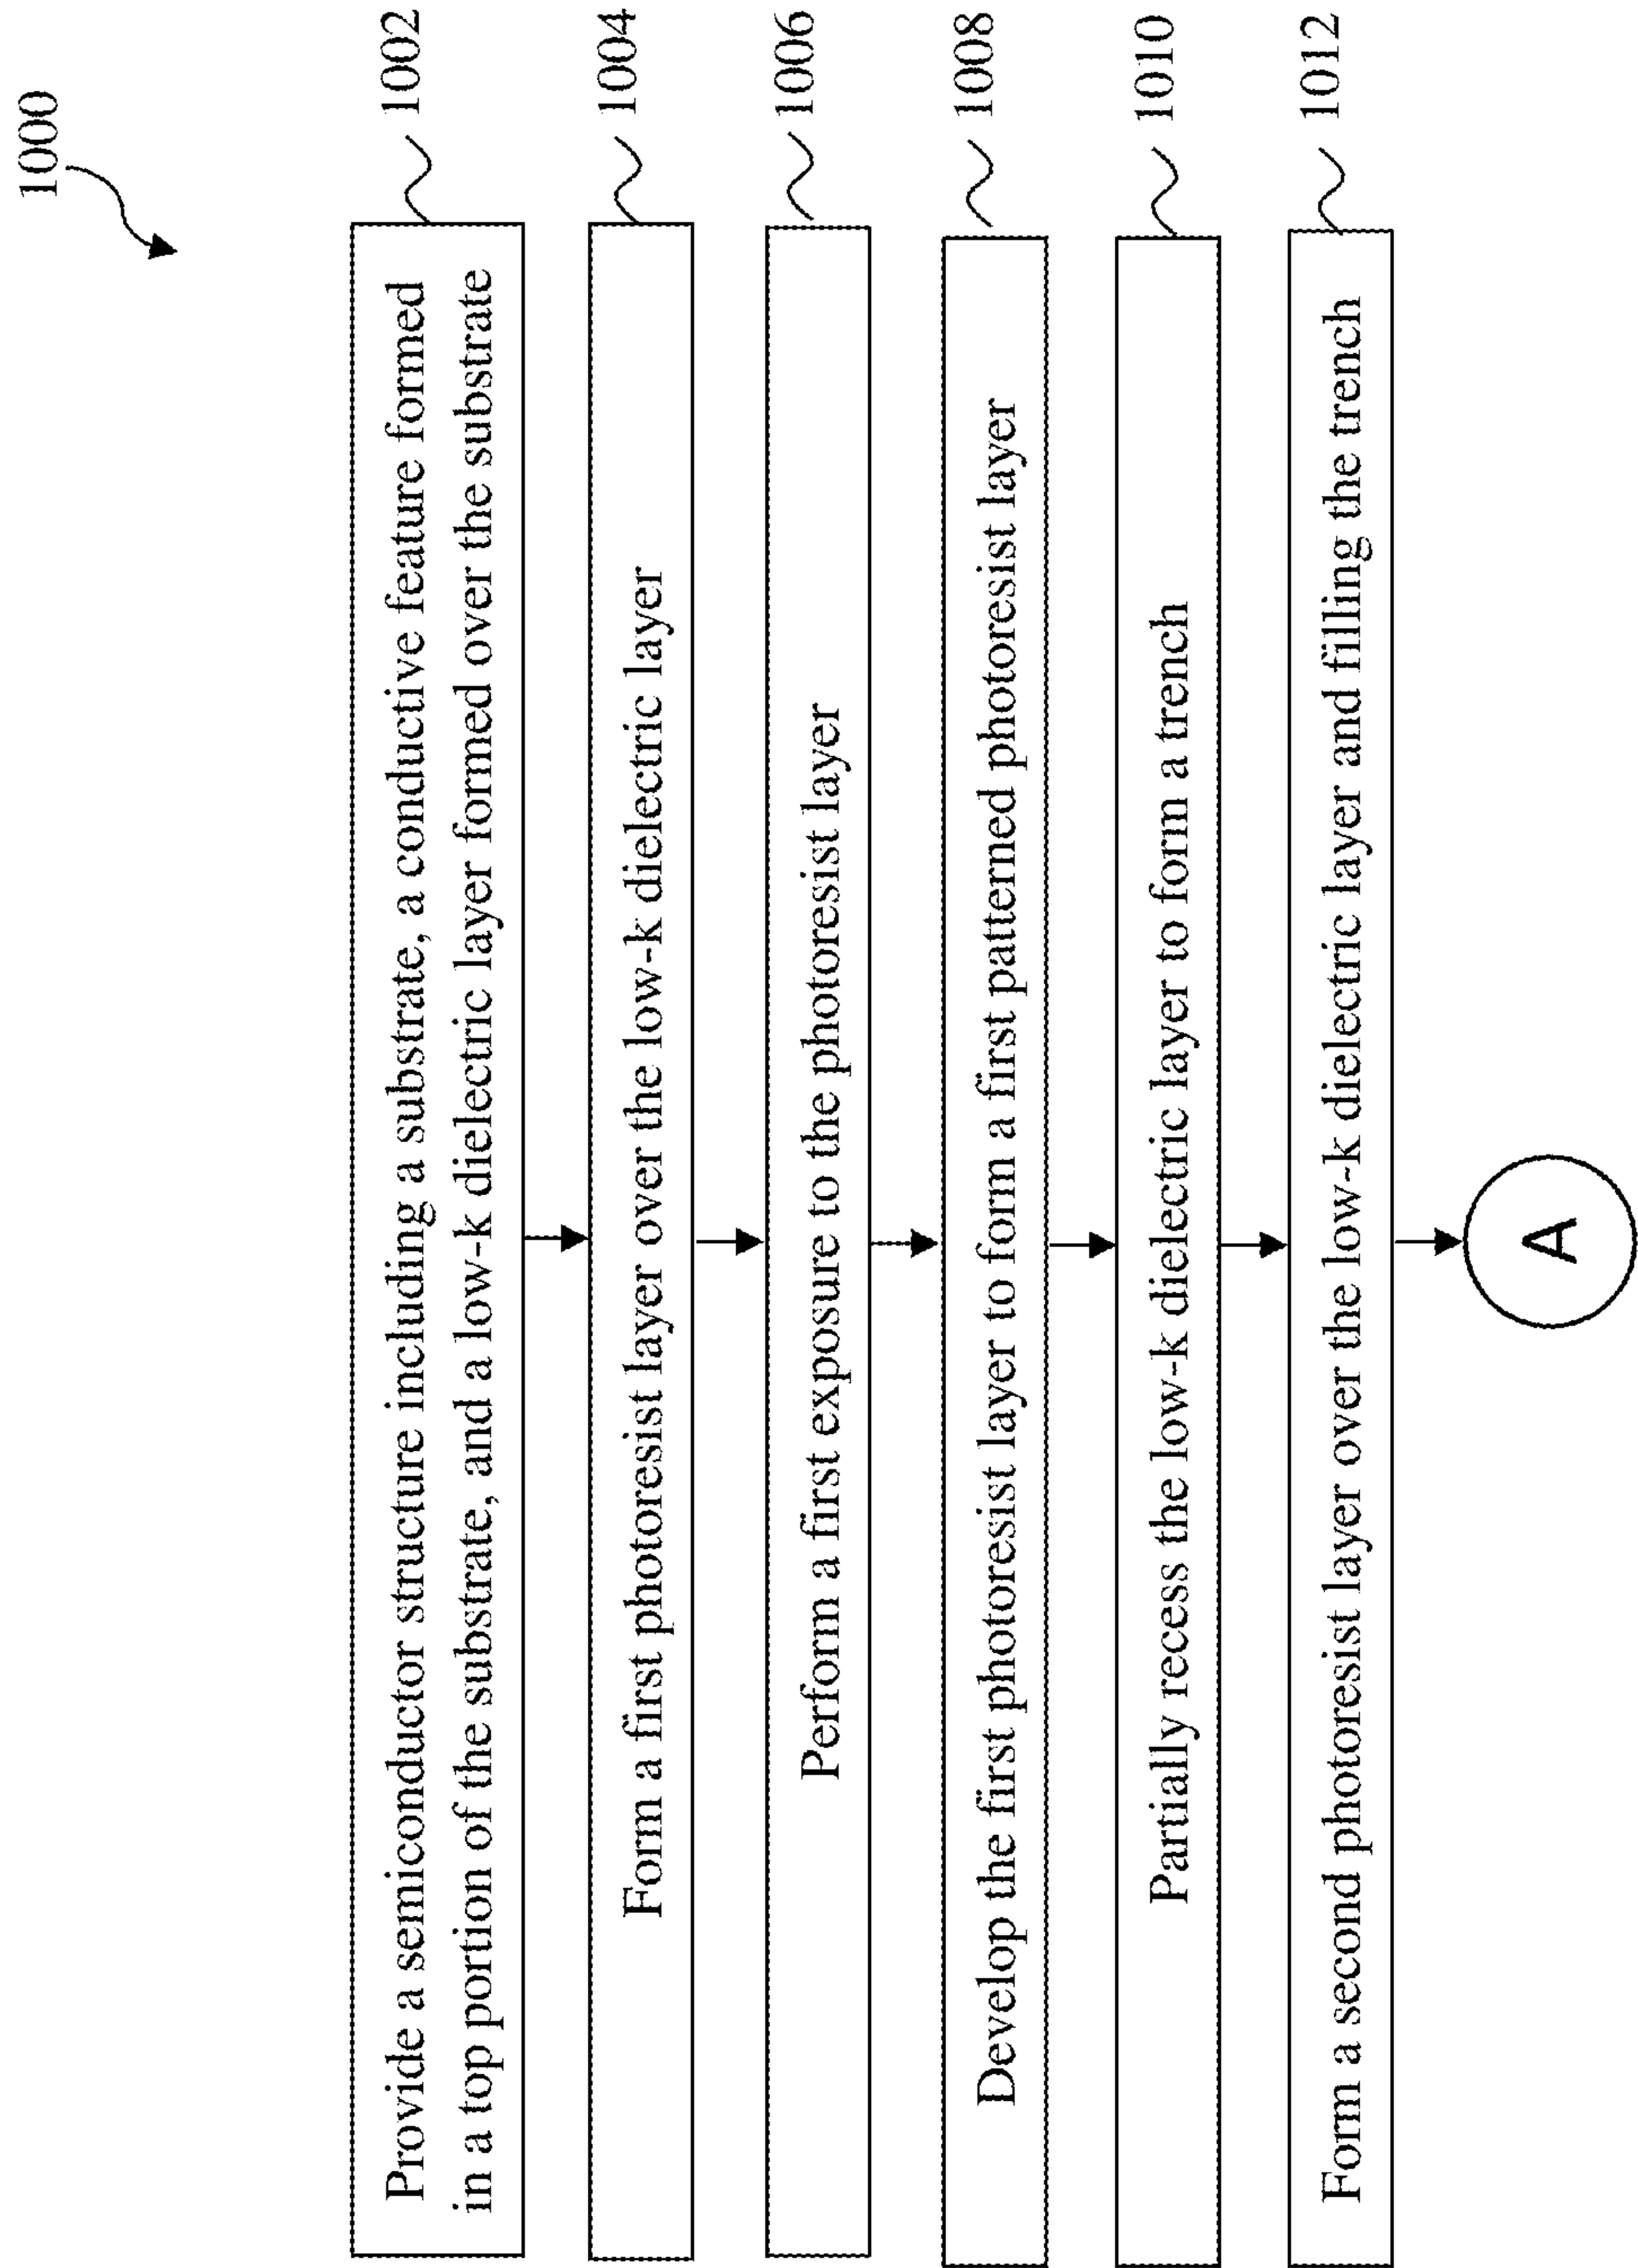 1000
Provide a semiconductor structure including a substrate, a conductive feature formed
in a top portion of the substrate, and a low-k dielectric layer formed over the substrate
1002
Form a first photoresist layer over the low-k dielectric layer
1004
Perform a first exposure to the photoresist layer
1006
Develop the first photoresist layer to form a first patterned photoresist layer
1008
Partially recess the low-k dielectric layer to form a trench
1010
Form a second photoresist layer over the low-k dielectric layer and filling the trench
1012
A